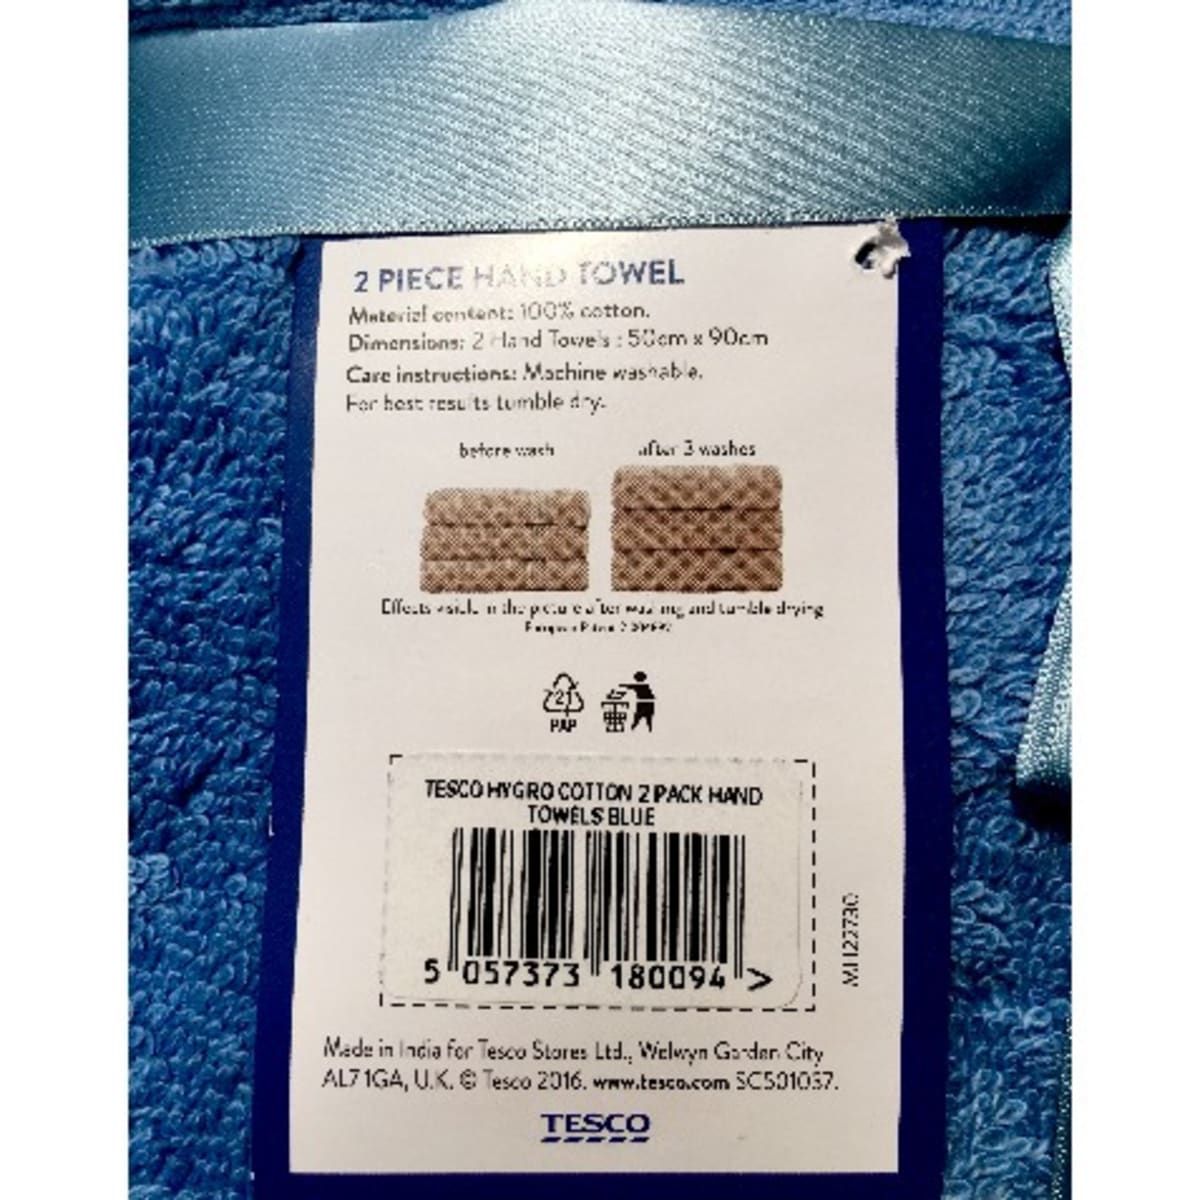 2 PIECE HAND TOWEL
Material content: 100% cotton.
Dimensions: 2 Hand Towels : 50cm x 90cm
Care instructions: Machine washable.
For best results tumble dry.
before wash
after 3 washes
Effects visible in the picture after washing and tumble drying
European Patent
21
PAP
TESCO HYGRO COTTON 2 PACK HAND
TOWELS BLUE
5 057373 180094 >
Made in India for Tesco Stores Ltd., Welwyn Garden City
AL7 1GA, U.K. © Tesco 2016. www.tesco.com SC501037.
TESCO